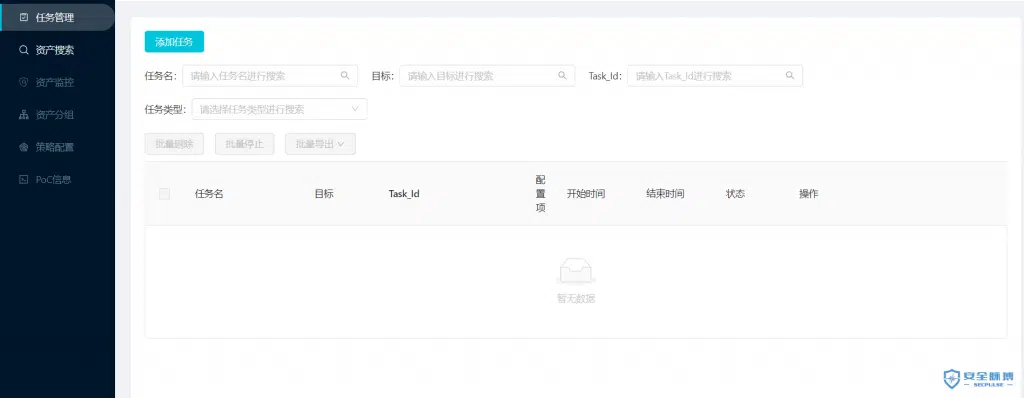 任务管理
资产搜索
资产监控
资产分组
策略配置
PoC信息
添加任务
任务名: 请输入任务名进行搜索 目标: 请输入目标进行搜索 Task_Id: 请输入Task_Id进行搜索
任务类型: 请选择任务类型进行搜索
批量删除 批量停止 批量导出
任务名 目标 Task_Id 配置项 开始时间 结束时间 状态 操作
暂无数据
安全脉搏
SECPULSE